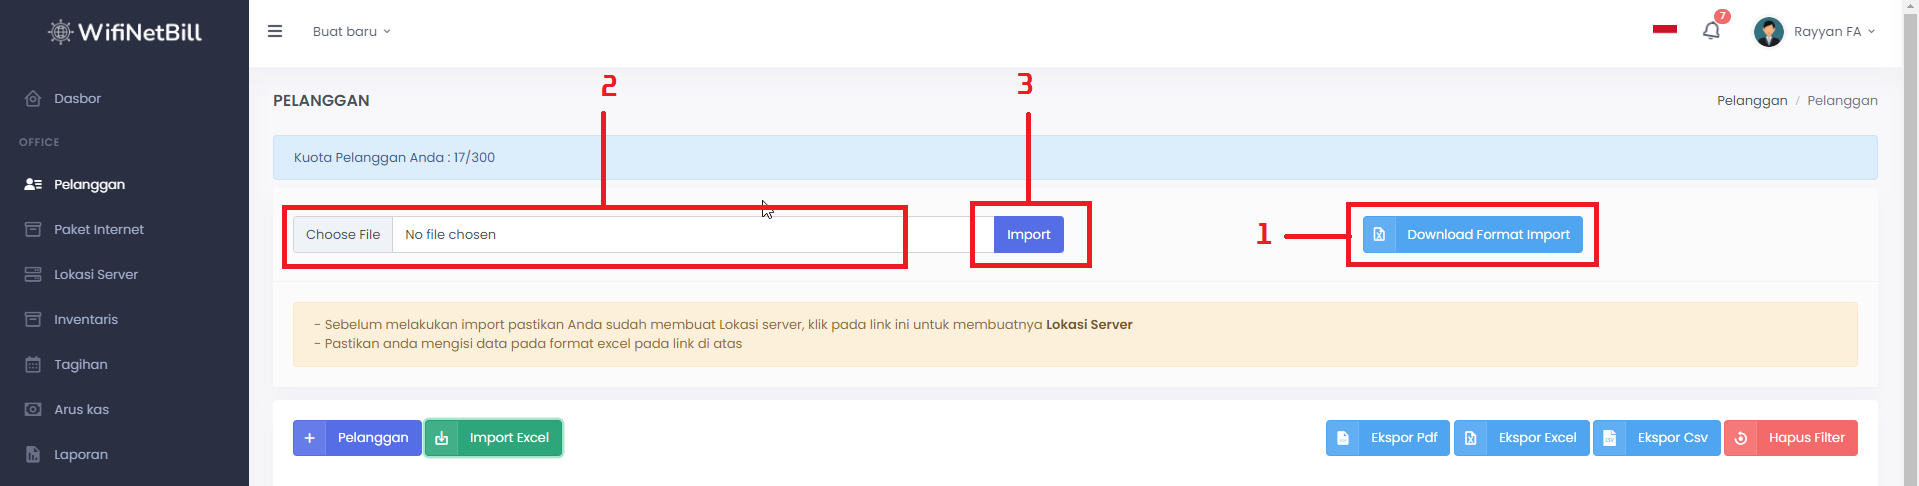 WifiNetBill
Buat baru
7
Rayyan FA
Dasbor
OFFICE
Pelanggan
Paket Internet
Lokasi Server
Inventaris
Tagihan
Arus kas
Laporan
2
3
PELANGGAN
Pelanggan / Pelanggan
Kuota Pelanggan Anda : 17/300
Choose File No file chosen
Import
1
Download Format Import
- Sebelum melakukan import pastikan Anda sudah membuat Lokasi server, klik pada link ini untuk membuatnya Lokasi Server
- Pastikan anda mengisi data pada format excel pada link di atas
+ Pelanggan
Import Excel
Ekspor Pdf
Ekspor Excel
CSV
Ekspor Csv
Hapus Filter